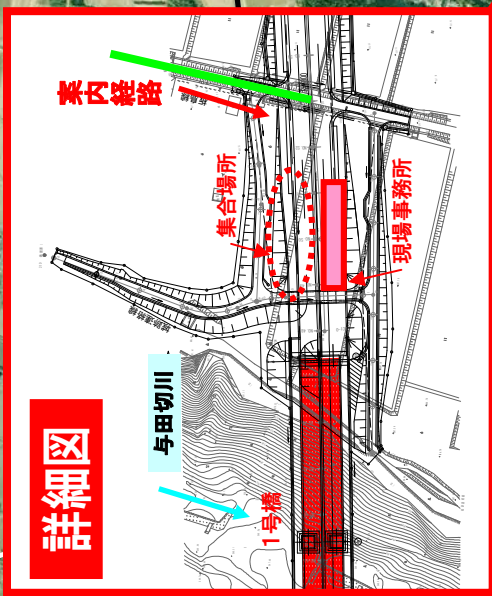 案内経路
集合場所
現場事務所
与田切川
1号橋
詳細図